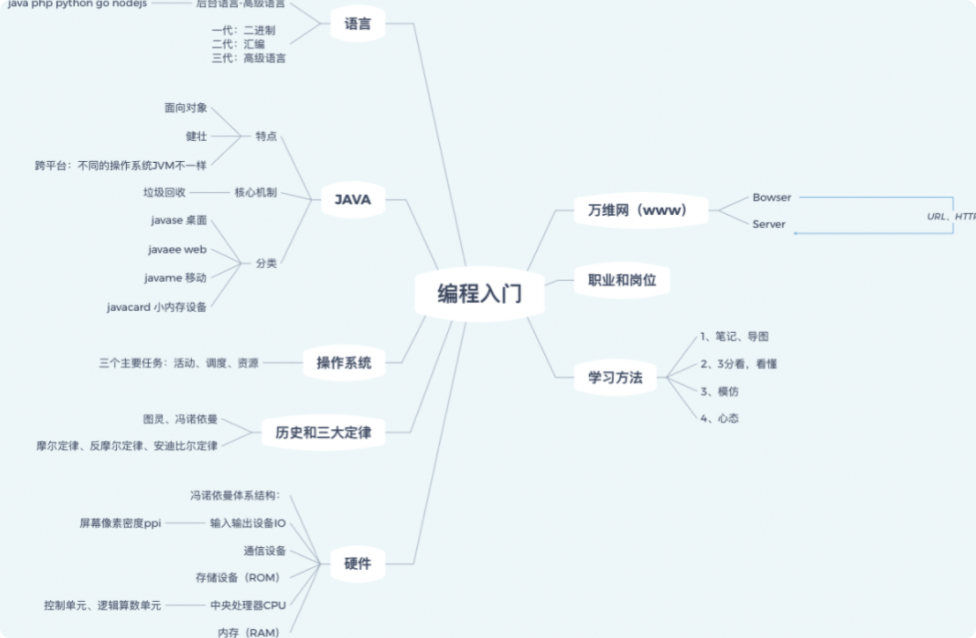 java php python go nodejs
后台语言-高级语言
一代：二进制
二代：汇编
三代：高级语言
语言
面向对象
健壮
跨平台：不同的操作系统JVM不一样
特点
垃圾回收
核心机制
javase 桌面
javaee web
javame 移动
javacard 小内存设备
分类
JAVA
三个主要任务：活动、调度、资源
操作系统
图灵、冯诺依曼
摩尔定律、反摩尔定律、安迪比尔定律
历史和三大定律
冯诺依曼体系结构：
屏幕像素密度ppi
输入输出设备IO
通信设备
存储设备（ROM）
控制单元、逻辑算数单元
中央处理器CPU
内存（RAM）
硬件
编程入门
万维网（www）
Bowser
Server
URL、HTTP
职业和岗位
学习方法
1、笔记、导图
2、3分看，看懂
3、模仿
4、心态